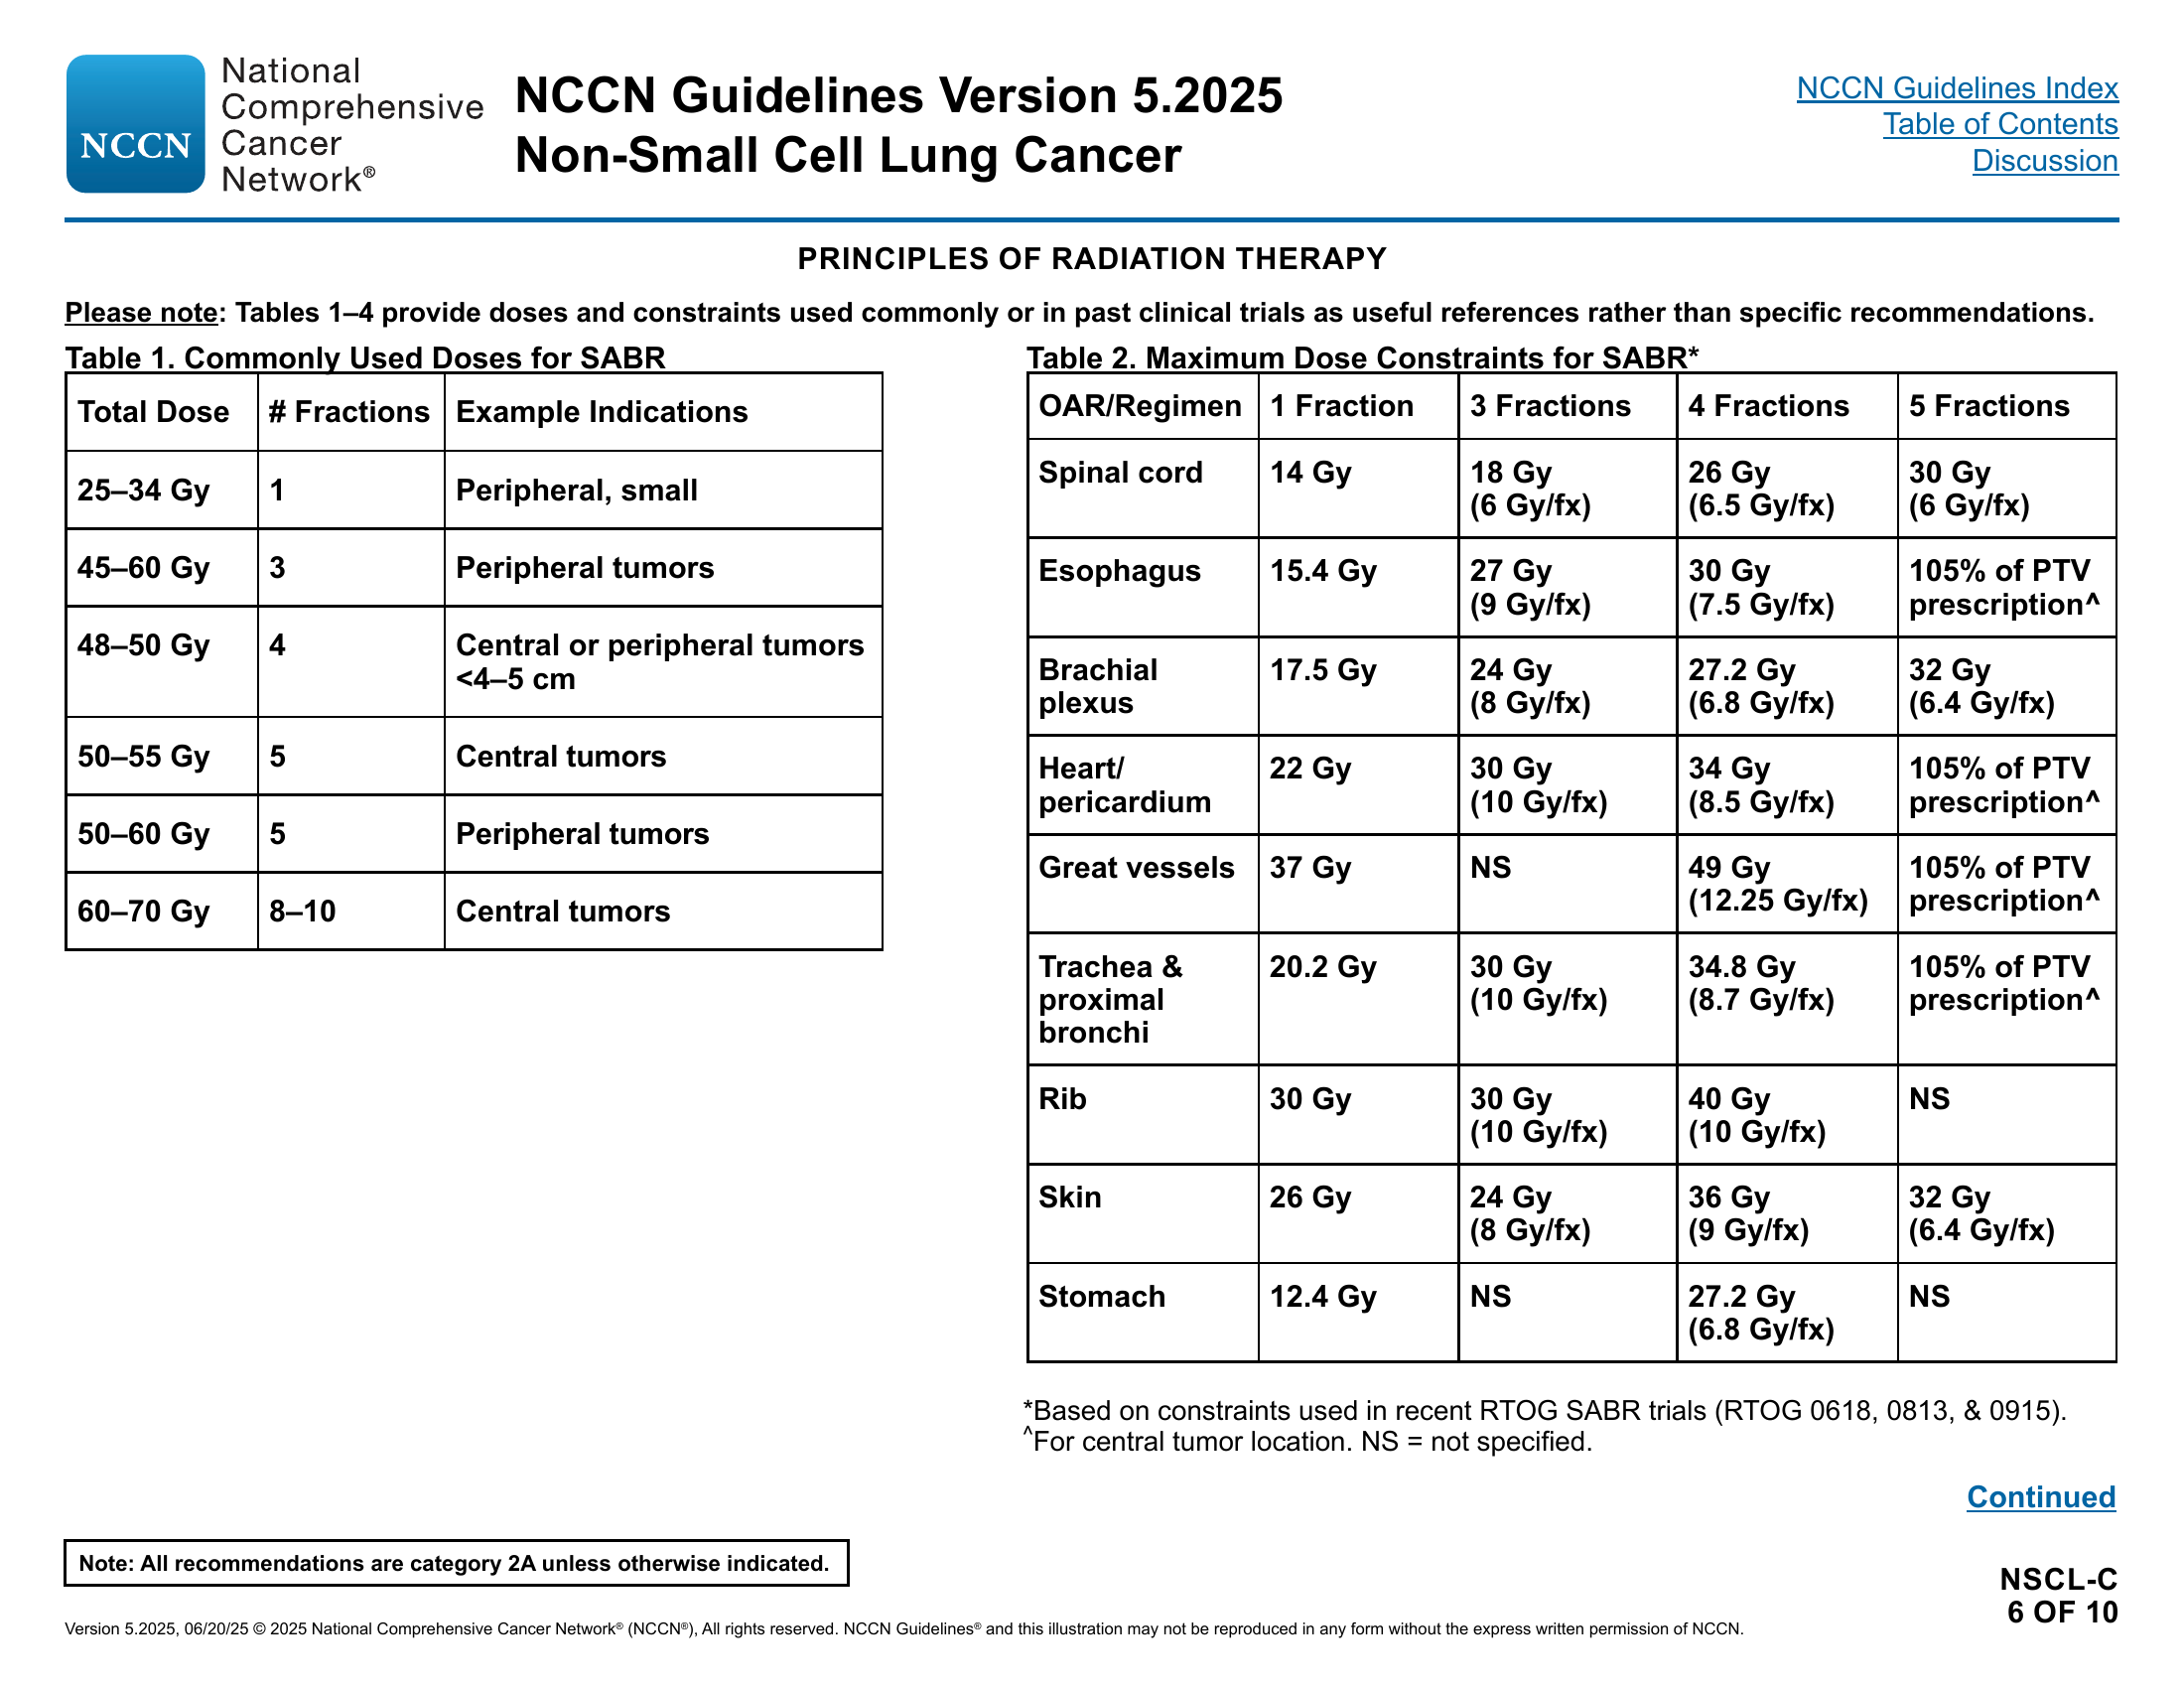 NCCN
National
Comprehensive
Cancer
Network®
NCCN Guidelines Version 5.2025
Non-Small Cell Lung Cancer
NCCN Guidelines Index
Table of Contents
Discussion
PRINCIPLES OF RADIATION THERAPY
Please note: Tables 1–4 provide doses and constraints used commonly or in past clinical trials as useful references rather than specific recommendations.
Table 1. Commonly Used Doses for SABR
Total Dose # Fractions Example Indications
25–34 Gy 1 Peripheral, small
45–60 Gy 3 Peripheral tumors
48–50 Gy 4 Central or peripheral tumors
<4–5 cm
50–55 Gy 5 Central tumors
50–60 Gy 5 Peripheral tumors
60–70 Gy 8–10 Central tumors
Table 2. Maximum Dose Constraints for SABR*
OAR/Regimen 1 Fraction 3 Fractions 4 Fractions 5 Fractions
Spinal cord 14 Gy 18 Gy 26 Gy 30 Gy
(6 Gy/fx) (6.5 Gy/fx) (6 Gy/fx)
Esophagus 15.4 Gy 27 Gy 30 Gy 105% of PTV
(9 Gy/fx) (7.5 Gy/fx) prescription^
Brachial 17.5 Gy 24 Gy 27.2 Gy 32 Gy
plexus (8 Gy/fx) (6.8 Gy/fx) (6.4 Gy/fx)
Heart/ 22 Gy 30 Gy 34 Gy 105% of PTV
pericardium (10 Gy/fx) (8.5 Gy/fx) prescription^
Great vessels 37 Gy NS 49 Gy 105% of PTV
(12.25 Gy/fx) prescription^
Trachea & 20.2 Gy 30 Gy 34.8 Gy 105% of PTV
proximal (10 Gy/fx) (8.7 Gy/fx) prescription^
bronchi
Rib 30 Gy 30 Gy 40 Gy NS
(10 Gy/fx) (10 Gy/fx)
Skin 26 Gy 24 Gy 36 Gy 32 Gy
(8 Gy/fx) (9 Gy/fx) (6.4 Gy/fx)
Stomach 12.4 Gy NS 27.2 Gy NS
(6.8 Gy/fx)
*Based on constraints used in recent RTOG SABR trials (RTOG 0618, 0813, & 0915).
^For central tumor location. NS = not specified.
Continued
Note: All recommendations are category 2A unless otherwise indicated.
NSCL-C
6 OF 10
Version 5.2025, 06/20/25 © 2025 National Comprehensive Cancer Network® (NCCN®), All rights reserved. NCCN Guidelines® and this illustration may not be reproduced in any form without the express written permission of NCCN.